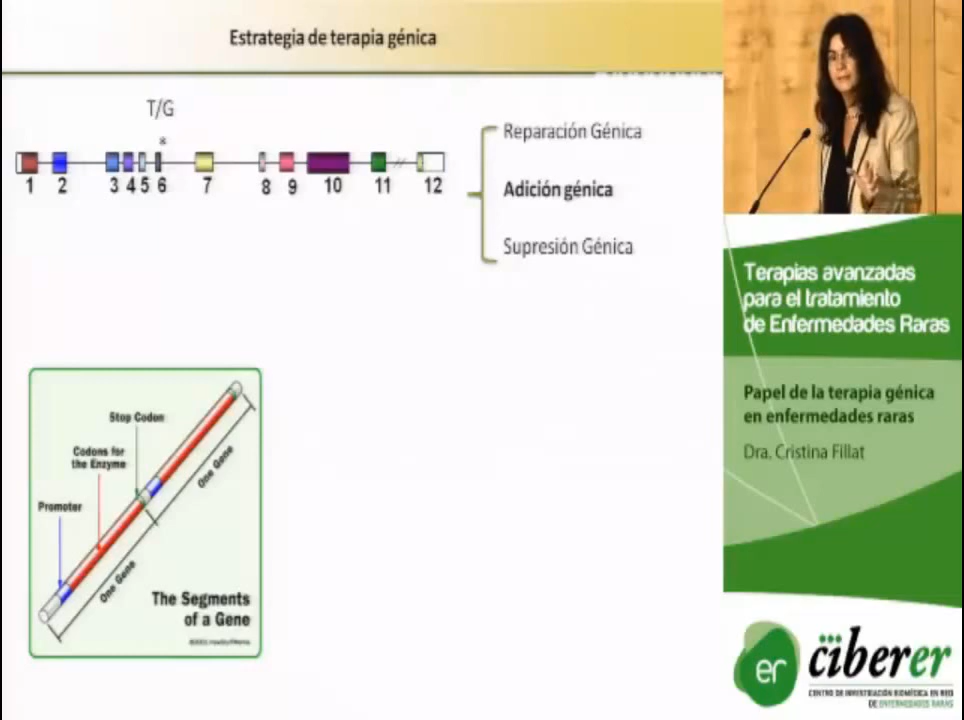 Estrategia de terapia génica
T/G
*
1 2 3 4 5 6 7 8 9 10 11 12
Reparación Génica
Adición génica
Supresión Génica
Stop Codon
Codons for
the Enzyme
Promoter
One Gene
One Gene
The Segments
of a Gene
Terapias avanzadas
para el tratamiento
de Enfermedades Raras
Papel de la terapia génica
en enfermedades raras
Dra. Cristina Fillat
er
ciberer
CENTRO DE INVESTIGACIÓN BIOMÉDICA EN RED
DE ENFERMEDADES RARAS